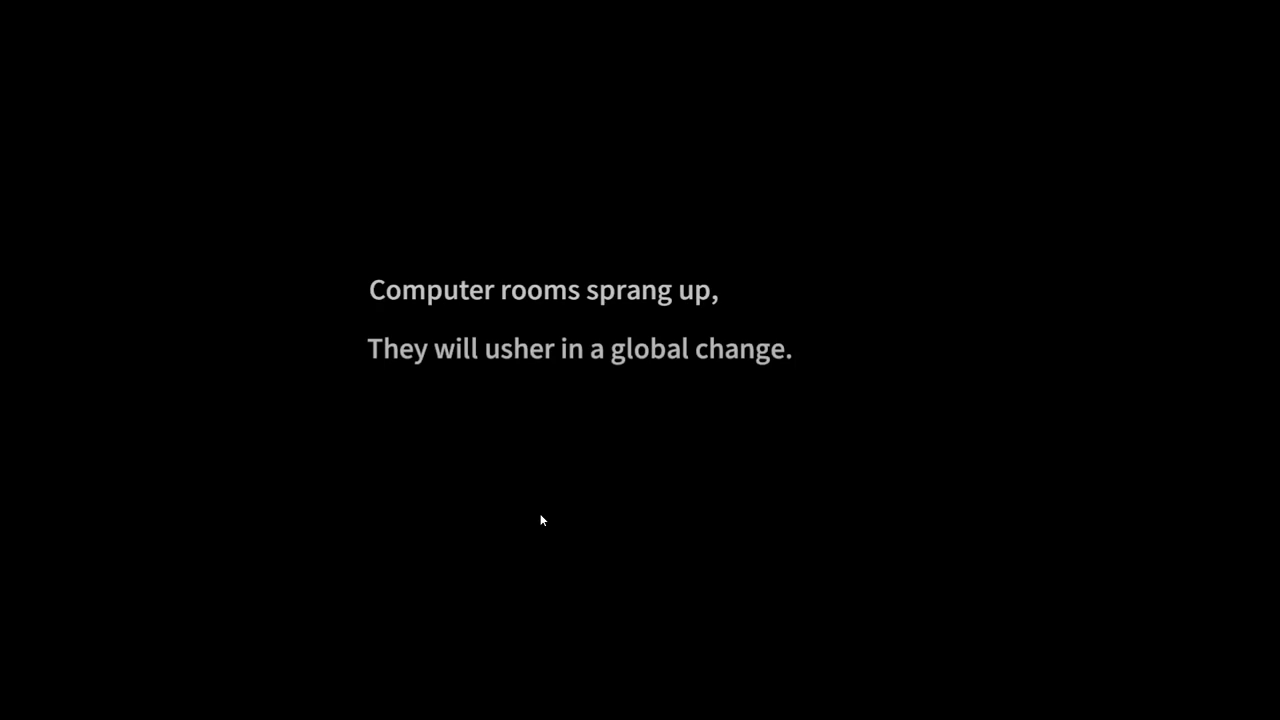 Computer rooms sprang up,
They will usher in a global change.